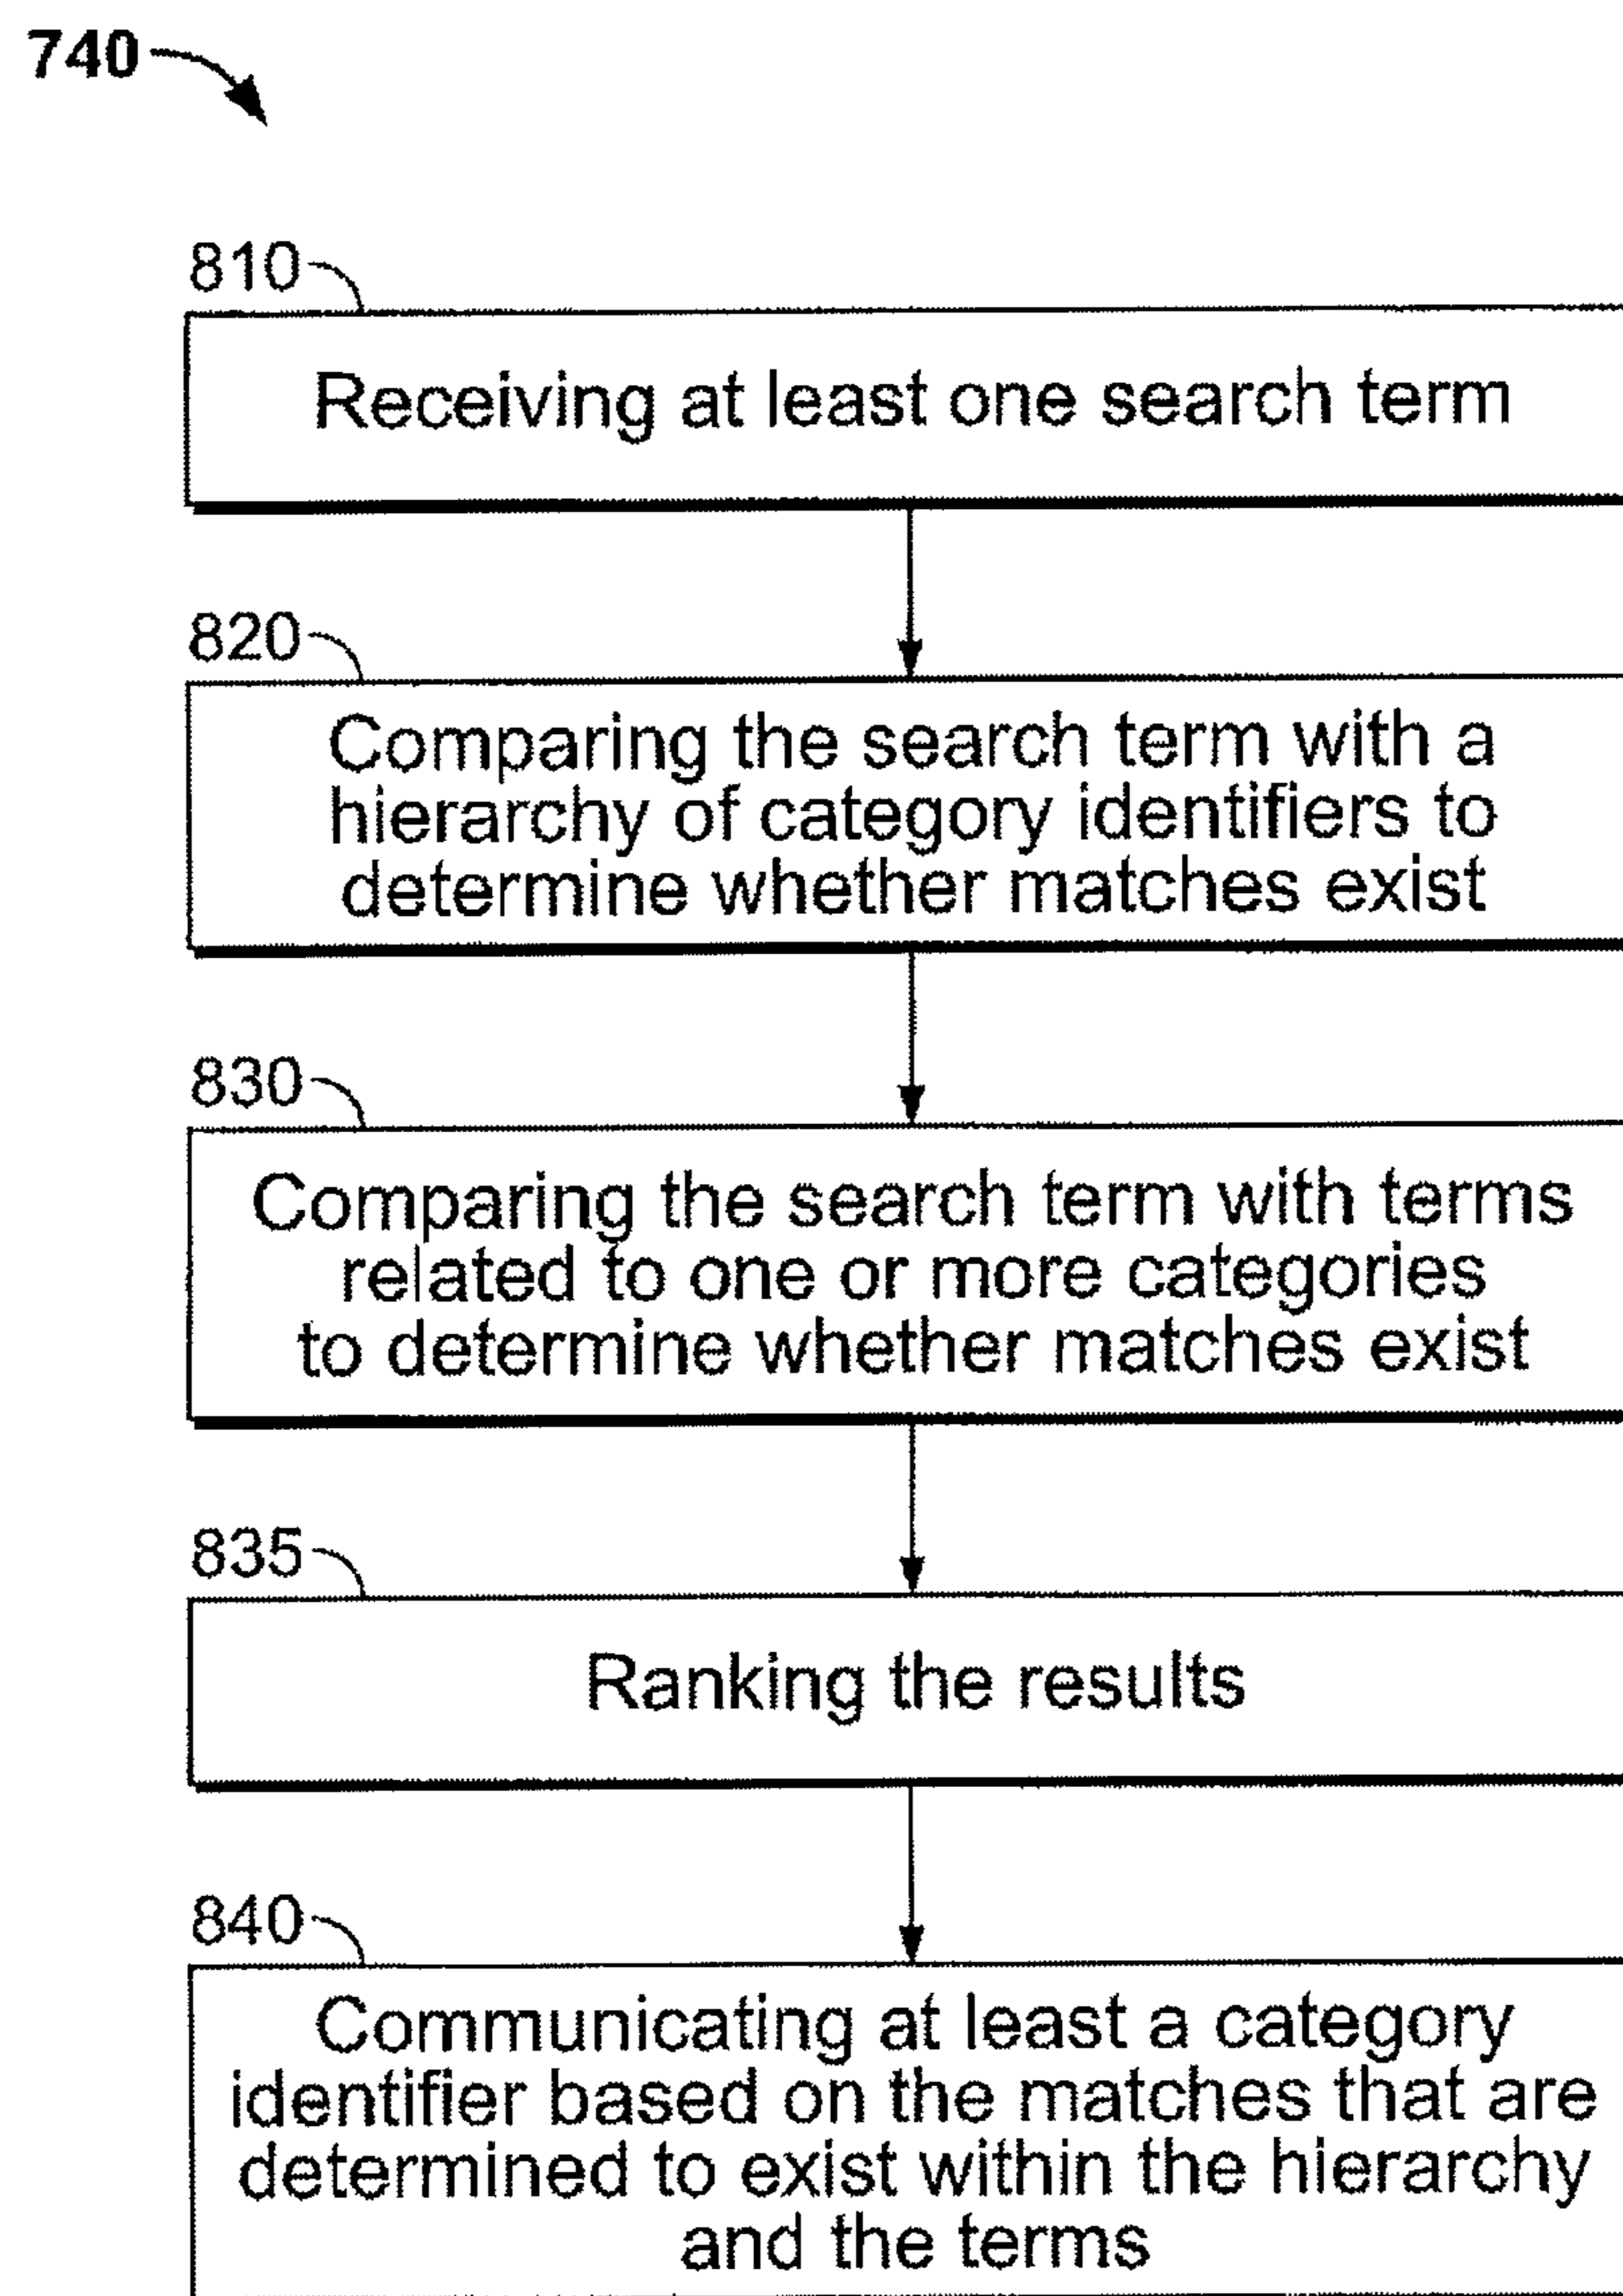 740
810
Receiving at least one search term
820
Comparing the search term with a
hierarchy of category identifiers to
determine whether matches exist
830
Comparing the search term with terms
related to one or more categories
to determine whether matches exist
835
Ranking the results
840
Communicating at least a category
identifier based on the matches that are
determined to exist within the hierarchy
and the terms